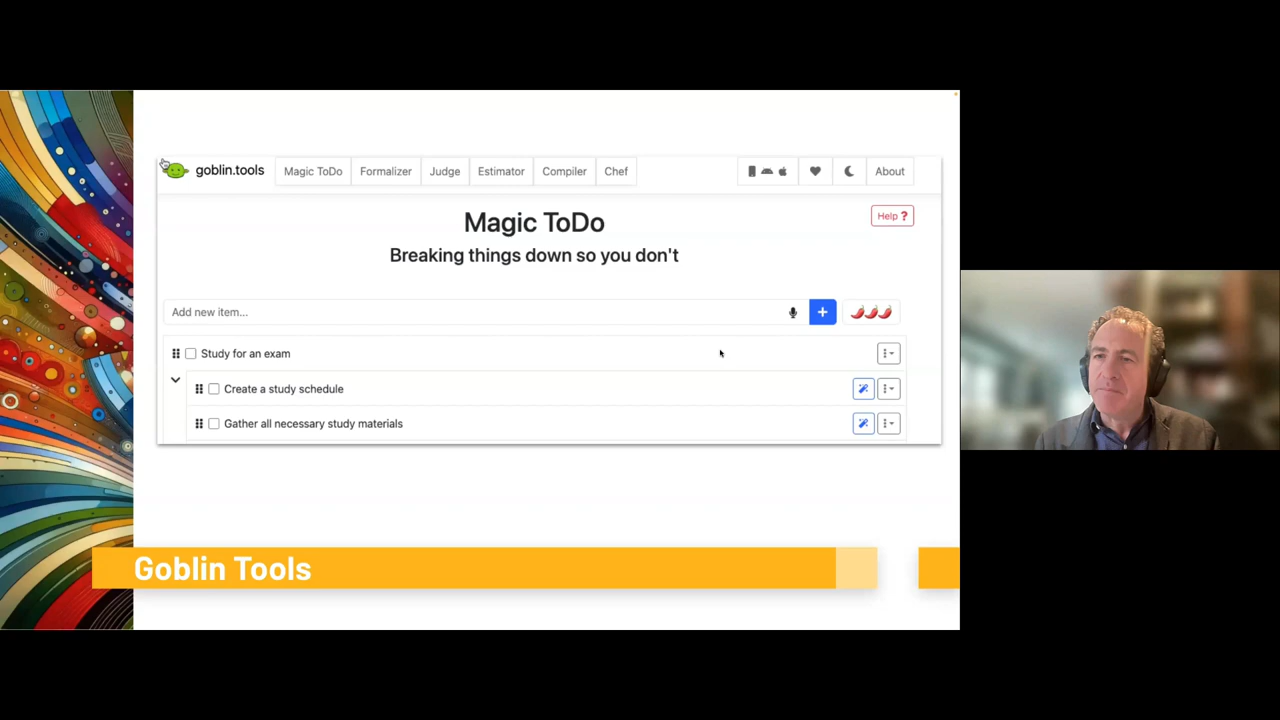 goblin.tools Magic ToDo Formalizer Judge Estimator Compiler Chef About
Help ?
Magic ToDo
Breaking things down so you don't
Add new item...
Study for an exam
Create a study schedule
Gather all necessary study materials
Goblin Tools